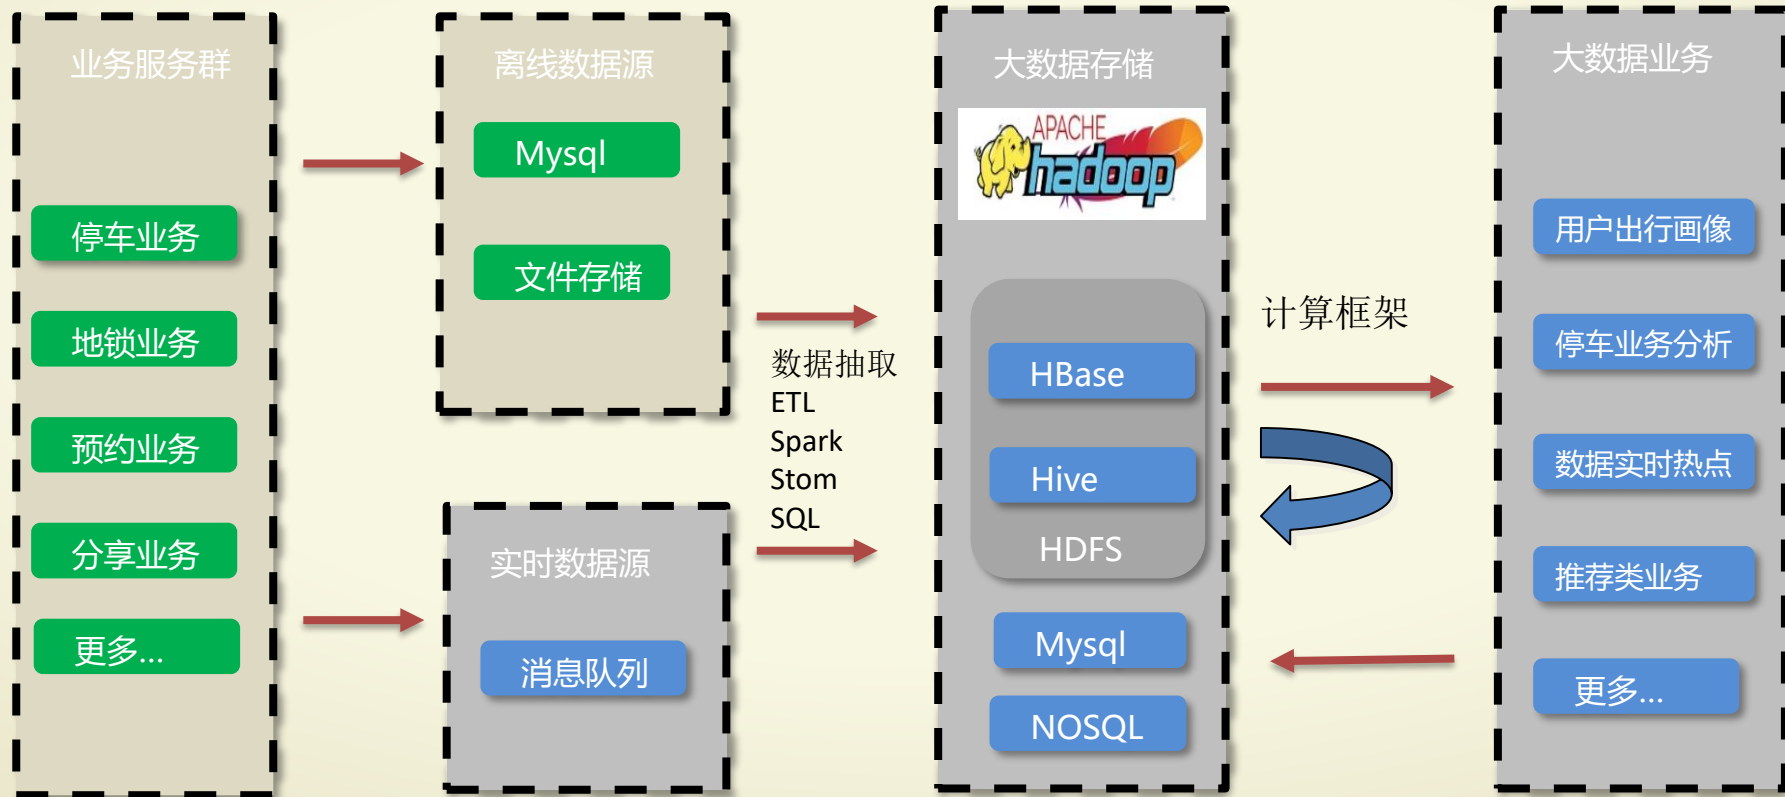 业务服务群
停车业务
地锁业务
预约业务
分享业务
更多...
离线数据源
Mysql
文件存储
实时数据源
消息队列
数据抽取
ETL
Spark
Stom
SQL
大数据存储
APACHE
hadoop
HBase
Hive
HDFS
Mysql
NOSQL
计算框架
大数据业务
用户出行画像
停车业务分析
数据实时热点
推荐类业务
更多...